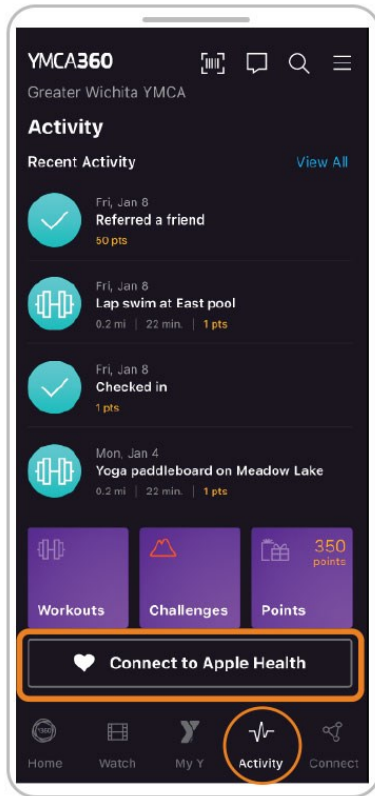 YMCA360
Greater Wichita YMCA
Activity
Recent Activity View All
Fri, Jan 8
Referred a friend
50 pts
Fri, Jan 8
Lap swim at East pool
0.2 mi | 22 min. | 1 pts
Fri, Jan 8
Checked in
1 pts
Mon, Jan 4
Yoga paddleboard on Meadow Lake
0.2 mi | 22 min. | 1 pts
350
points
Workouts Challenges Points
Connect to Apple Health
Y360
Home Watch My Y Activity Connect